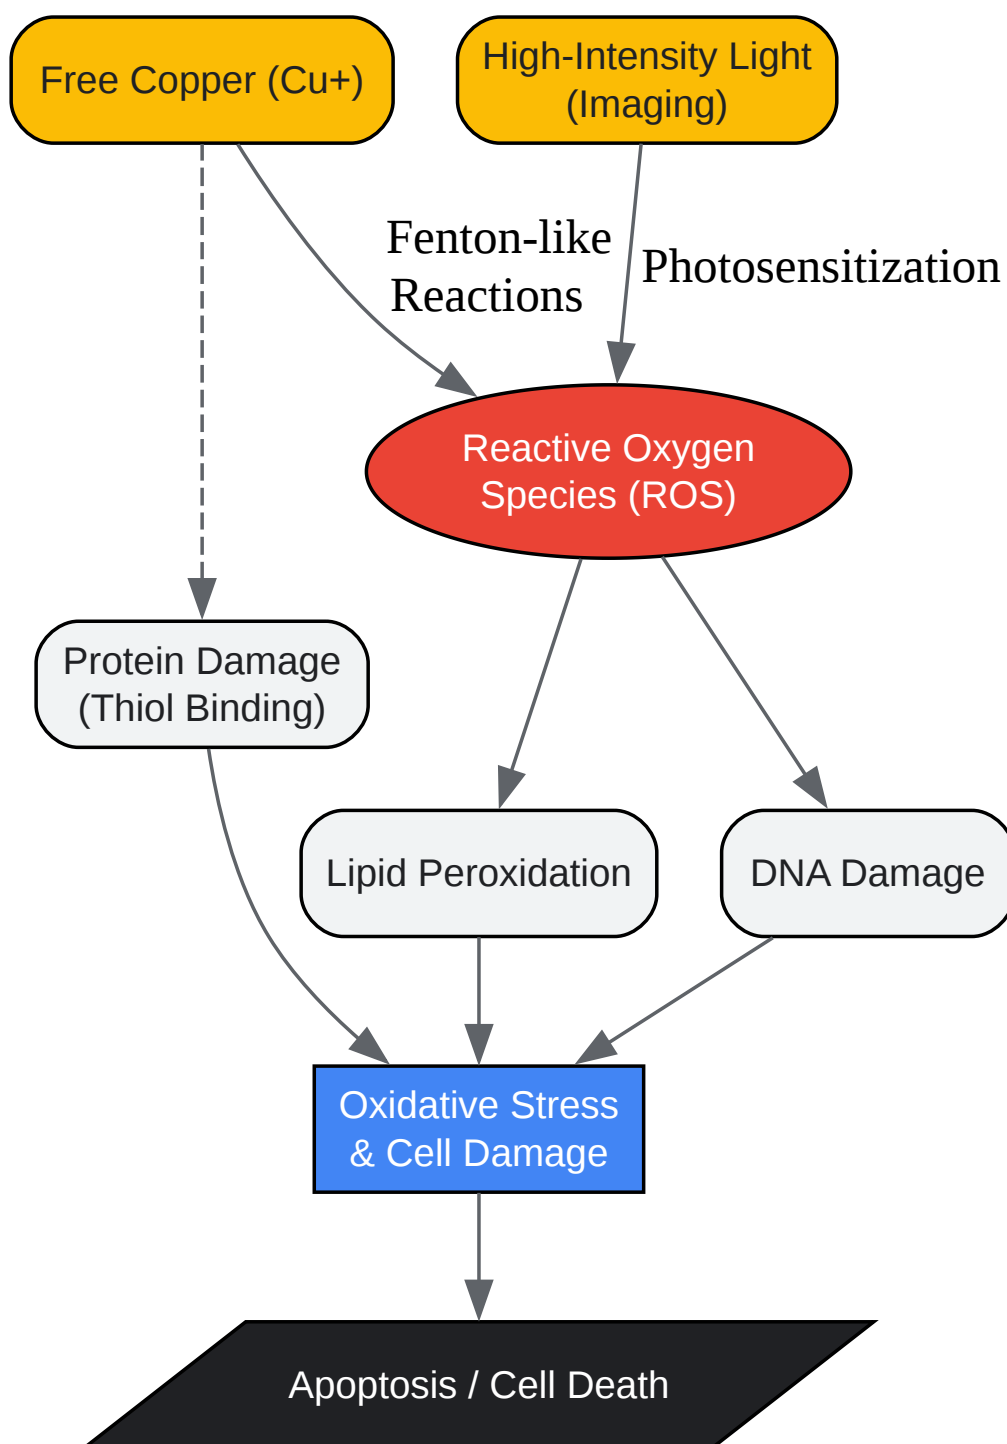 Free Copper (Cu+)
High-Intensity Light
(Imaging)
Fenton-like
Reactions
Photosensitization
Reactive Oxygen
Species (ROS)
Protein Damage
(Thiol Binding)
Lipid Peroxidation
DNA Damage
Oxidative Stress
& Cell Damage
Apoptosis / Cell Death